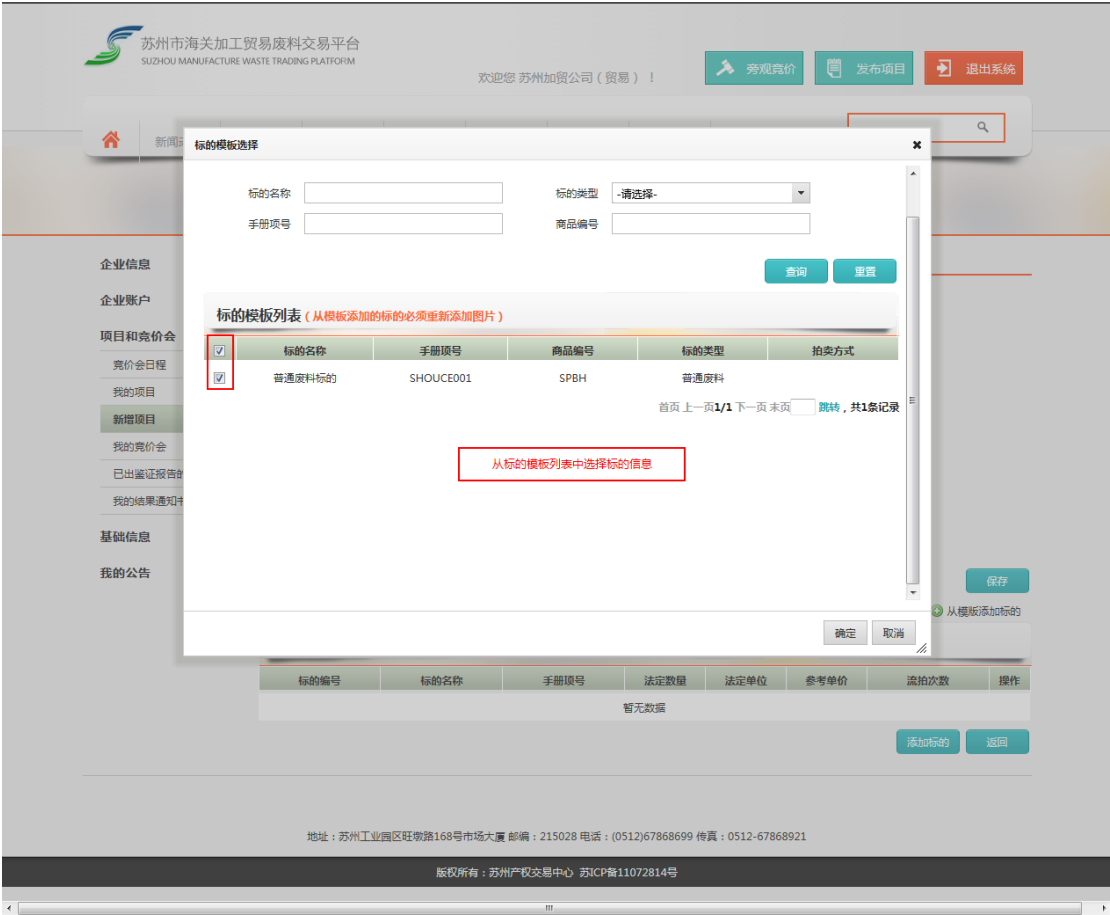 苏州市海关加工贸易废料交易平台
SUZHOU MANUFACTURE WASTE TRADING PLATFORM
欢迎您 苏州加贸公司（贸易）！
旁观竞价 发布项目 退出系统
新闻
标的模板选择
标的名称 标的类型 -请选择-
手册项号 商品编号
查询 重置
标的模板列表（从模板添加的标的必须重新添加图片）
标的名称 手册项号 商品编号 标的类型 拍卖方式
普通废料标的 SHOUCE001 SPBH 普通废料
首页 上一页1/1 下一页 末页 跳转，共1条记录
从标的模板列表中选择标的信息
确定 取消
企业信息
企业账户
项目和竞价会
竞价会日程
我的项目
新增项目
我的竞价会
已出鉴证报告的
我的结果通知书
基础信息
我的公告
保存
从模版添加标的
标的编号 标的名称 手册项号 法定数量 法定单位 参考单价 流拍次数 操作
暂无数据
添加标的 返回
地址：苏州工业园区旺墩路168号市场大厦 邮编：215028 电话：(0512)67868699 传真：0512-67868921
版权所有：苏州产权交易中心 苏ICP备11072814号